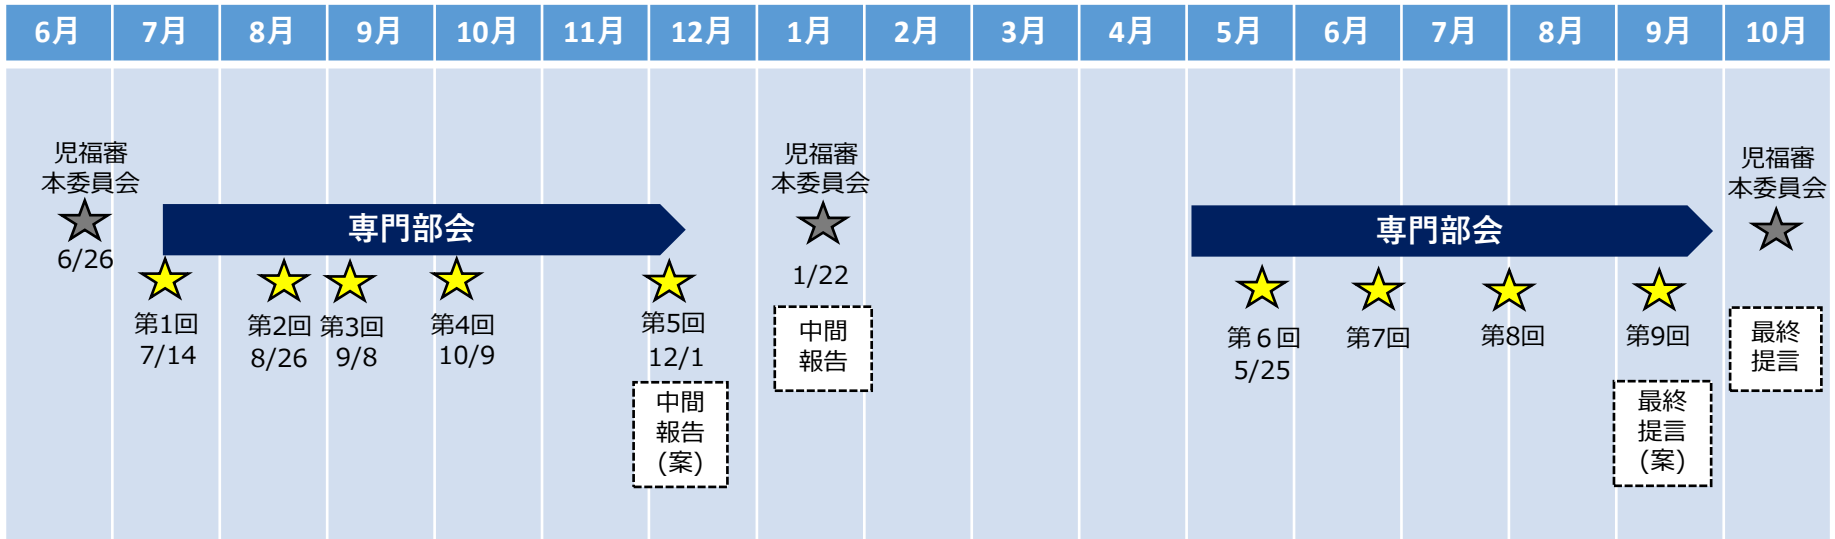 6月 7月 8月 9月 10月 11月 12月 1月 2月 3月 4月 5月 6月 7月 8月 9月 10月
児福審
本委員会
6/26
専門部会
第1回
7/14
第2回
8/26
第3回
9/8
第4回
10/9
第5回
12/1
中間
報告
(案)
児福審
本委員会
1/22
中間
報告
専門部会
第６回
5/25
第7回
第8回
第9回
最終
提言
(案)
児福審
本委員会
最終
提言